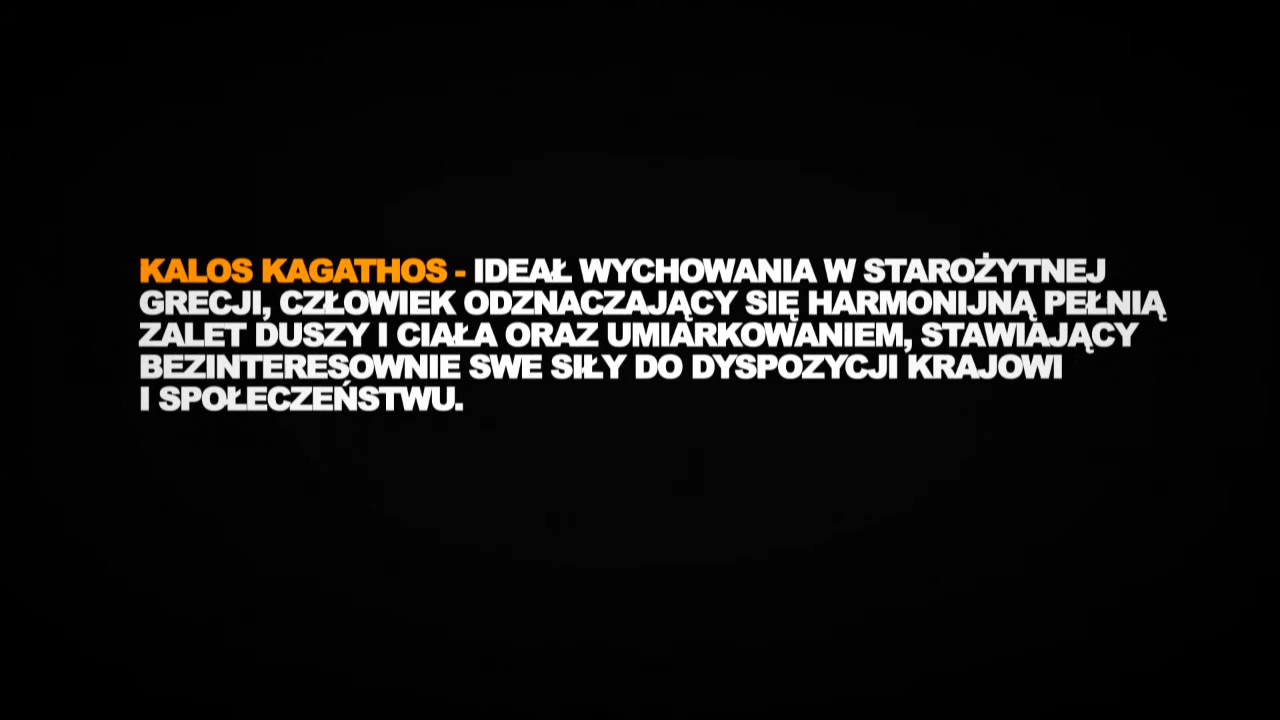 KALOS KAGATHOS - IDEAŁ WYCHOWANIA W STAROŻYTNEJ
GRECJI, CZŁOWIEK ODZNACZAJĄCY SIĘ HARMONIJNĄ PEŁNIĄ
ZALET DUSZY I CIAŁA ORAZ UMIARKOWANIEM, STAWIAJĄCY
BEZINTERESOWNIE SWE SIŁY DO DYSPOZYCJI KRAJOWI
I SPOŁECZEŃSTWU.